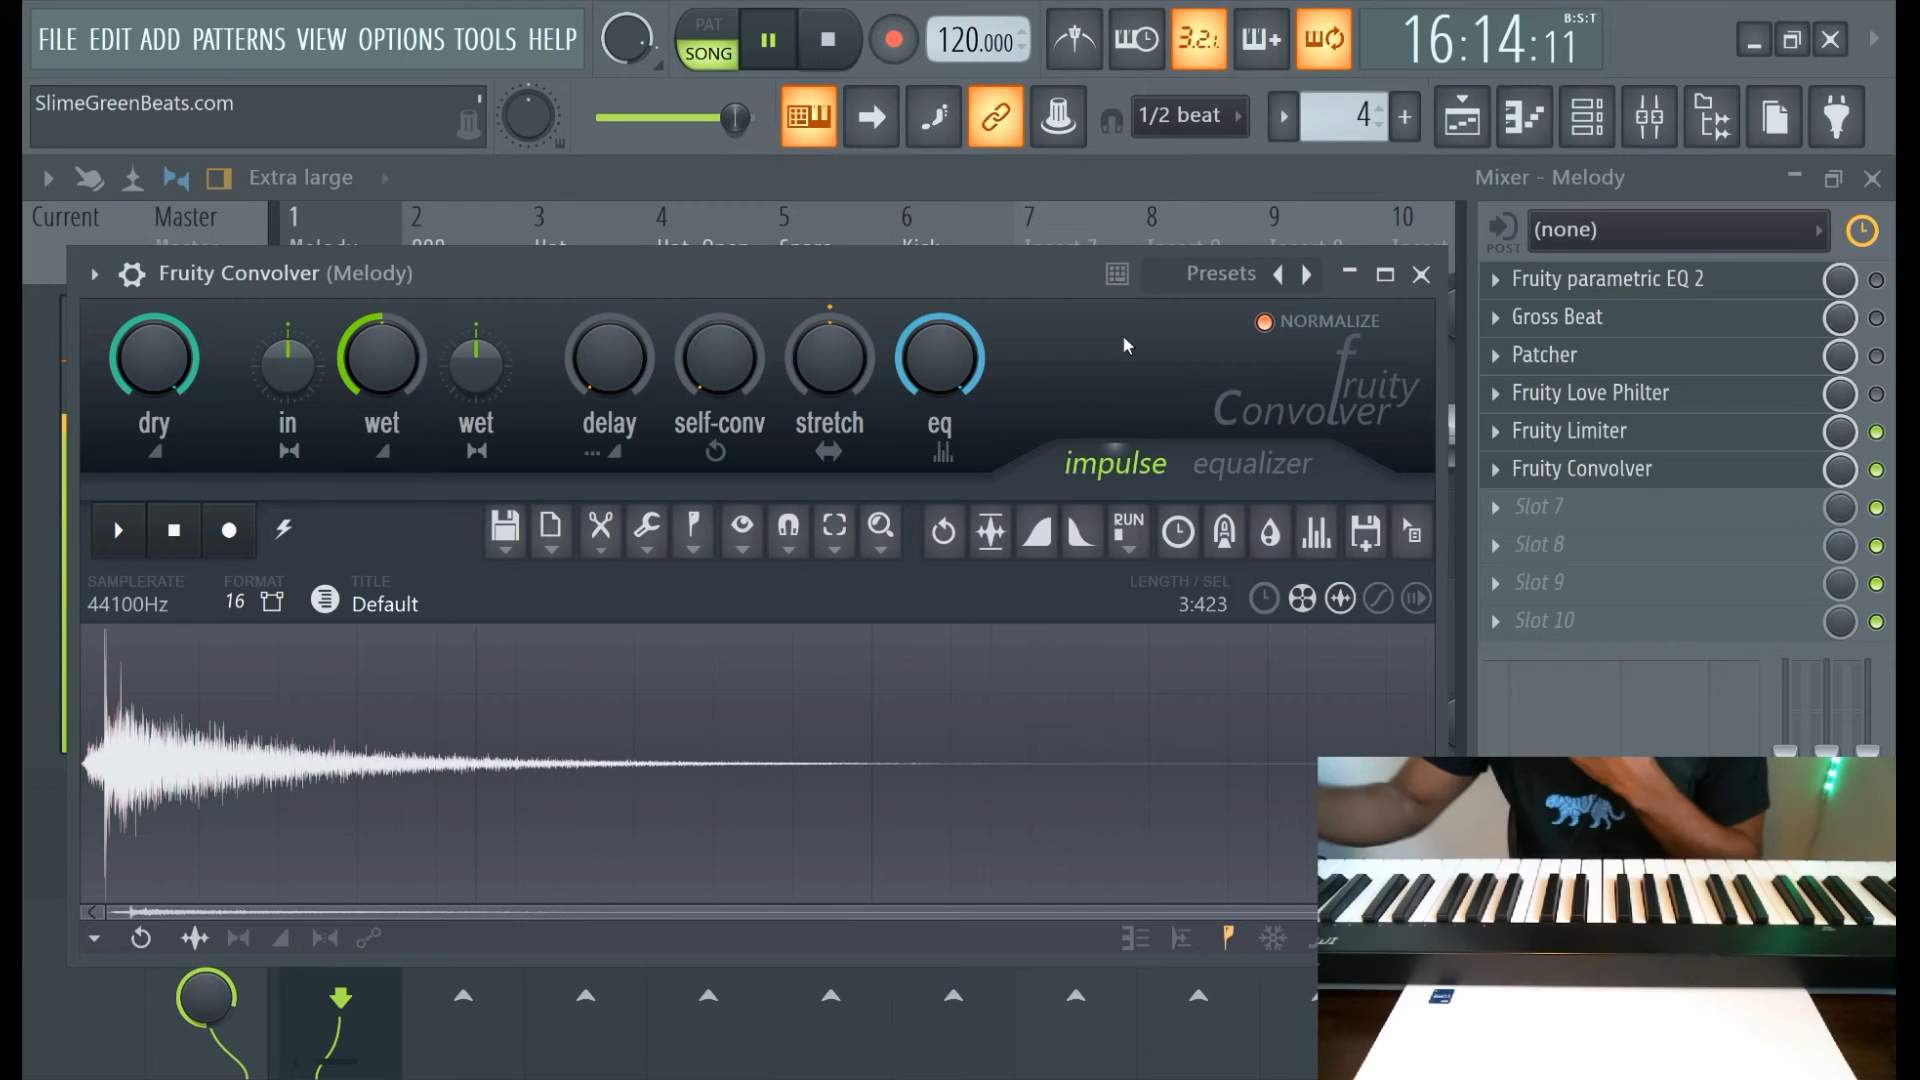 FILE EDIT ADD PATTERNS VIEW OPTIONS TOOLS HELP
PAT
SONG
120.000
3.2.1.
16:14:11
B:S:T
SlimeGreenBeats.com
1/2 beat
4
Extra large
Mixer - Melody
Current
Master
1
2
3
4
5
6
7
8
9
10
POST
(none)
Fruity Convolver (Melody)
Presets
NORMALIZE
fruity
Convolver
dry
in
wet
wet
delay
self-conv
stretch
eq
impulse
equalizer
RUN
SAMPLERATE
44100Hz
FORMAT
16
TITLE
Default
LENGTH / SEL
3:423
Fruity parametric EQ 2
Gross Beat
Patcher
Fruity Love Philter
Fruity Limiter
Fruity Convolver
Slot 7
Slot 8
Slot 9
Slot 10